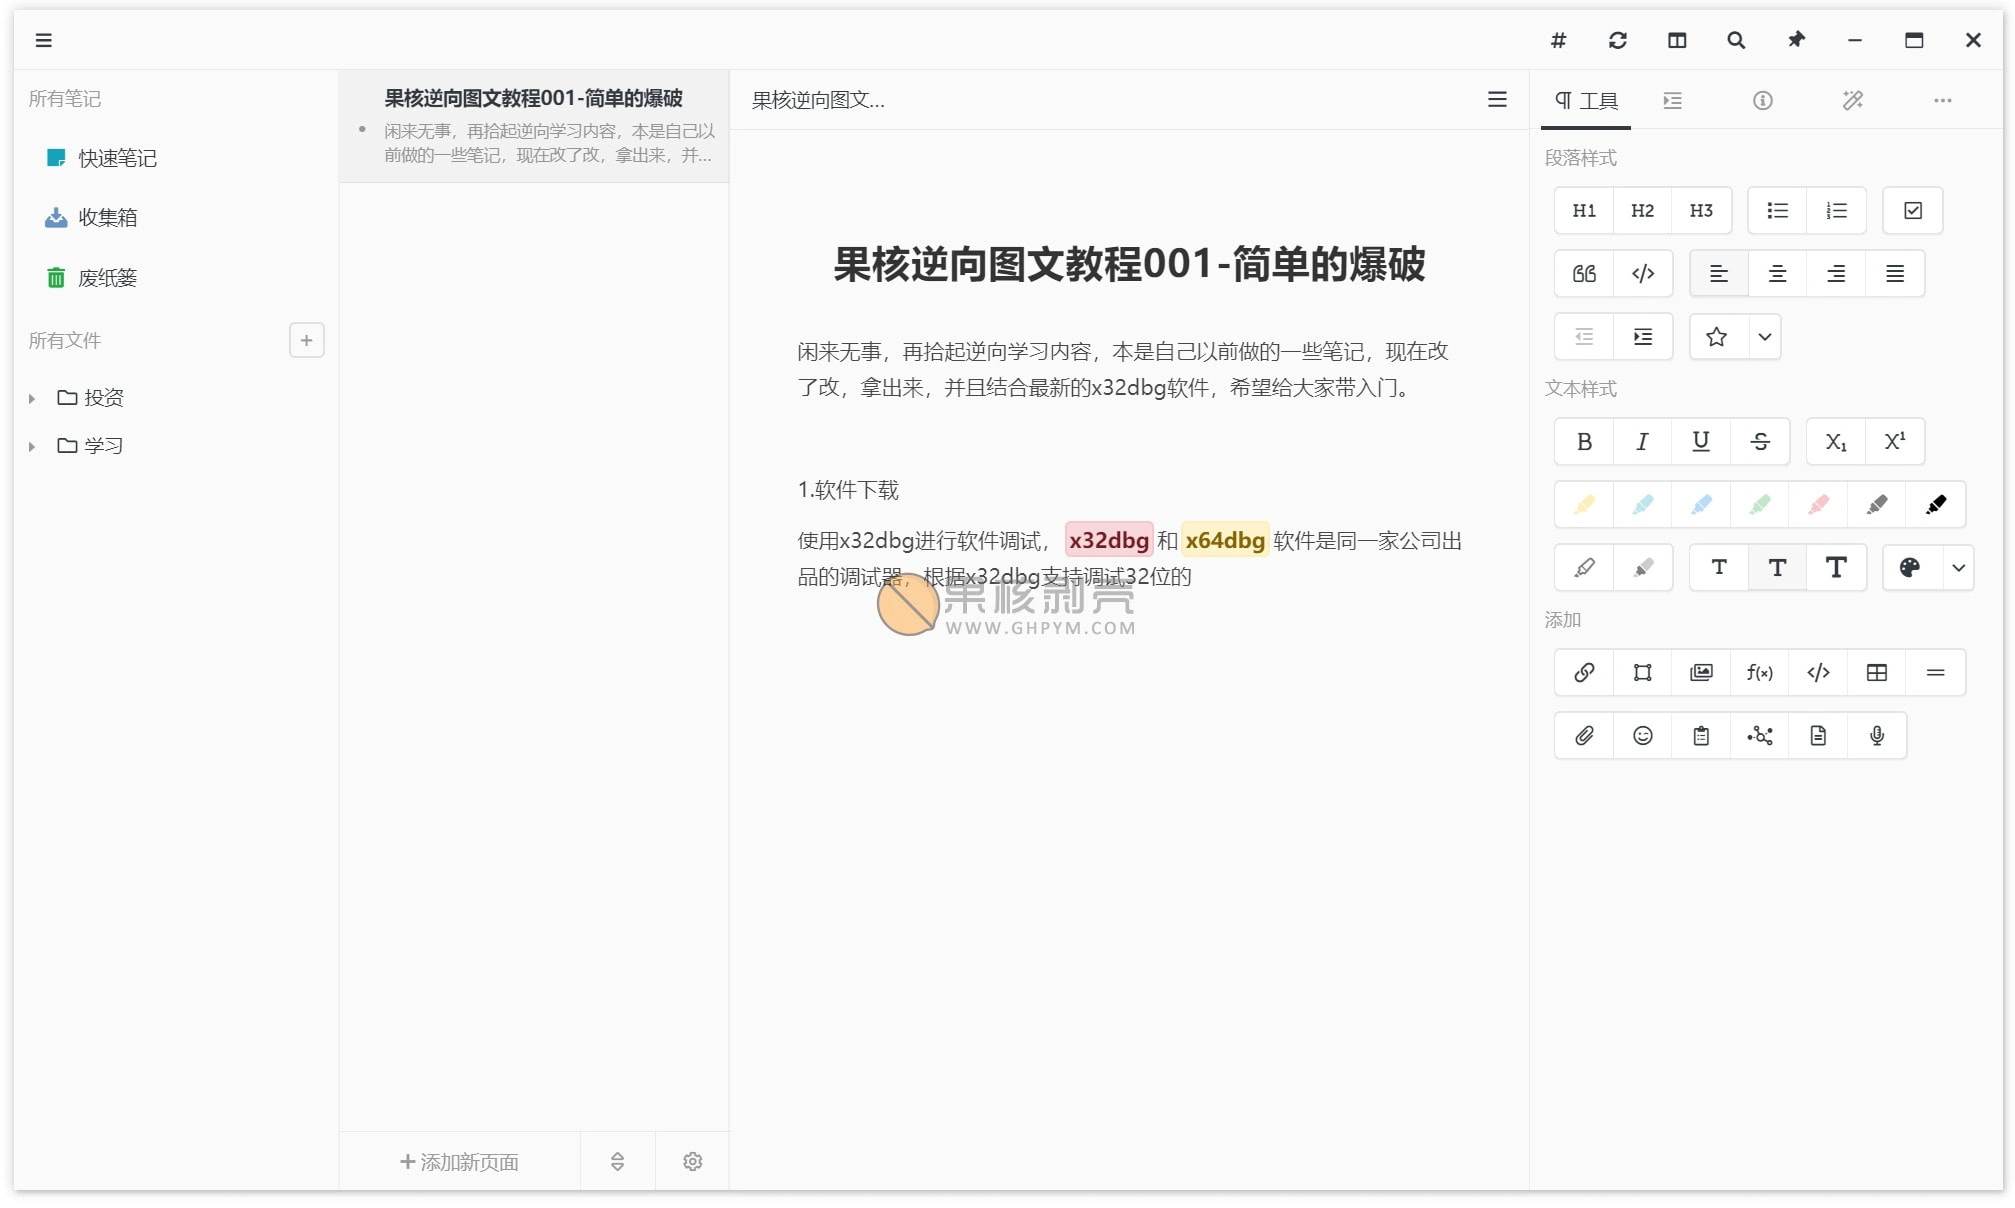 所有笔记
快速笔记
收集箱
废纸篓
所有文件
投资
学习
果核逆向图文教程001-简单的爆破
闲来无事，再拾起逆向学习内容，本是自己以
前做的一些笔记，现在改了改，拿出来，并...
添加新页面
果核逆向图文...
果核逆向图文教程001-简单的爆破
闲来无事，再拾起逆向学习内容，本是自己以前做的一些笔记，现在改
了改，拿出来，并且结合最新的x32dbg软件，希望给大家带入门。
1.软件下载
使用x32dbg进行软件调试， x32dbg 和 x64dbg 软件是同一家公司出
品的调试器，根据x32dbg支持调试32位的
果核剥壳
WWW.GHPYM.COM
工具
段落样式
H1 H2 H3
文本样式
B I U S X₁ X¹
T T T
添加
f(x)